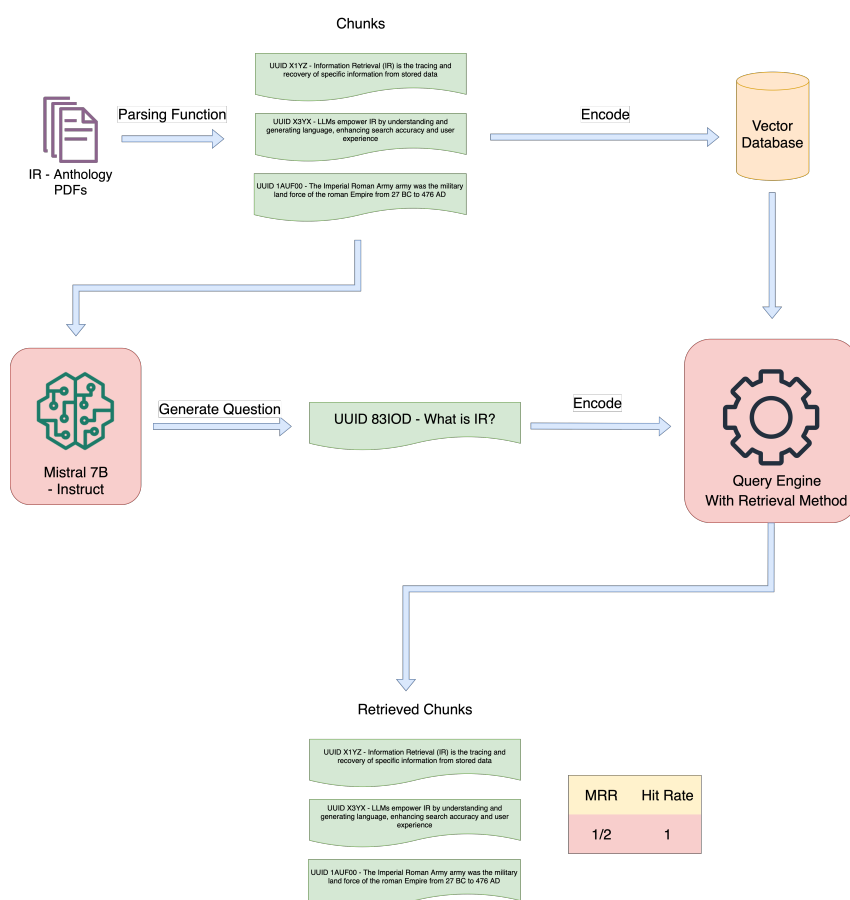 Chunks
UUID X1YZ - Information Retrieval (IR) is the tracing and
recovery of specific information from stored data
Parsing Function
UUID X3YX - LLMs empower IR by understanding and
generating language, enhancing search accuracy and user
experience
Encode
Vector
Database
IR - Anthology
PDFs
UUID 1AUF00 - The Imperial Roman Army army was the military
land force of the roman Empire from 27 BC to 476 AD
Mistral 7B
- Instruct
Generate Question
UUID 83IOD - What is IR?
Encode
Query Engine
With Retrieval Method
Retrieved Chunks
UUID X1YZ - Information Retrieval (IR) is the tracing and
recovery of specific information from stored data
UUID X3YX - LLMs empower IR by understanding and
generating language, enhancing search accuracy and user
experience
UUID 1AUF00 - The Imperial Roman Army army was the military
land force of the roman Empire from 27 BC to 476 AD
MRR Hit Rate
1/2 1